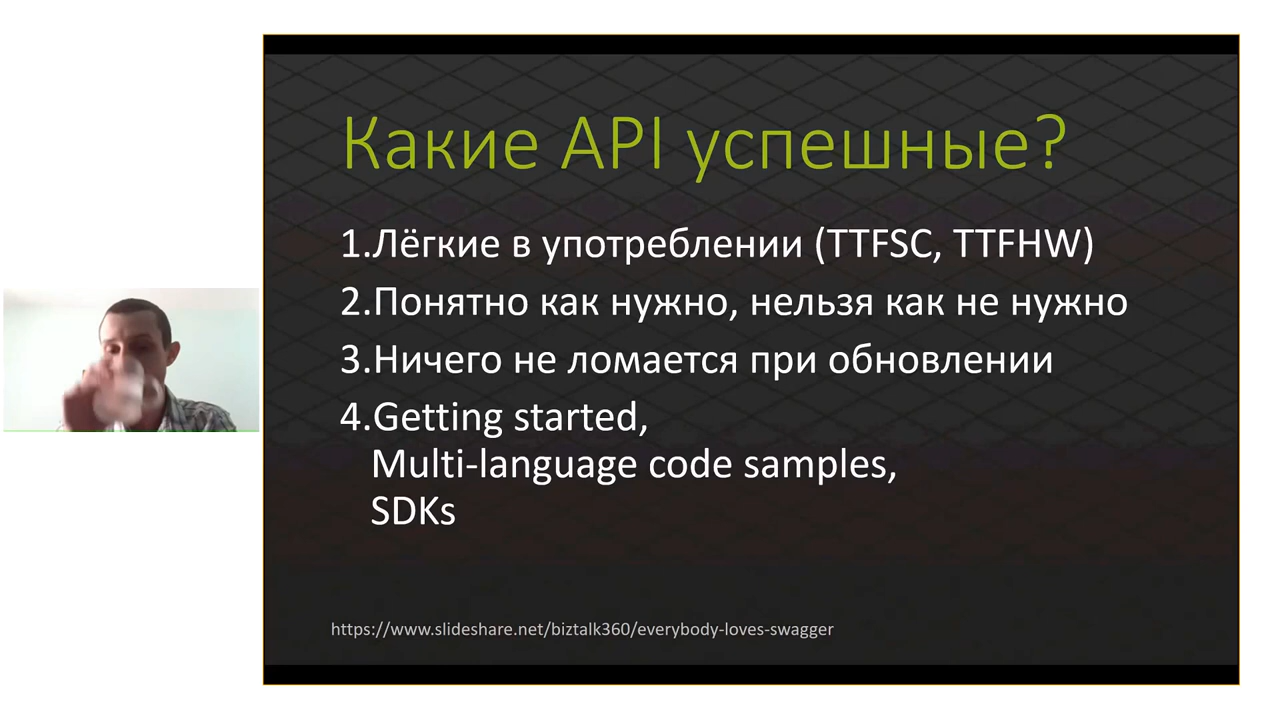 Какие API успешные?
1.Лёгкие в употреблении (TTFSC, TTFHW)
2.Понятно как нужно, нельзя как не нужно
3.Ничего не ломается при обновлении
4.Getting started,
Multi-language code samples,
SDKs
https://www.slideshare.net/biztalk360/everybody-loves-swagger